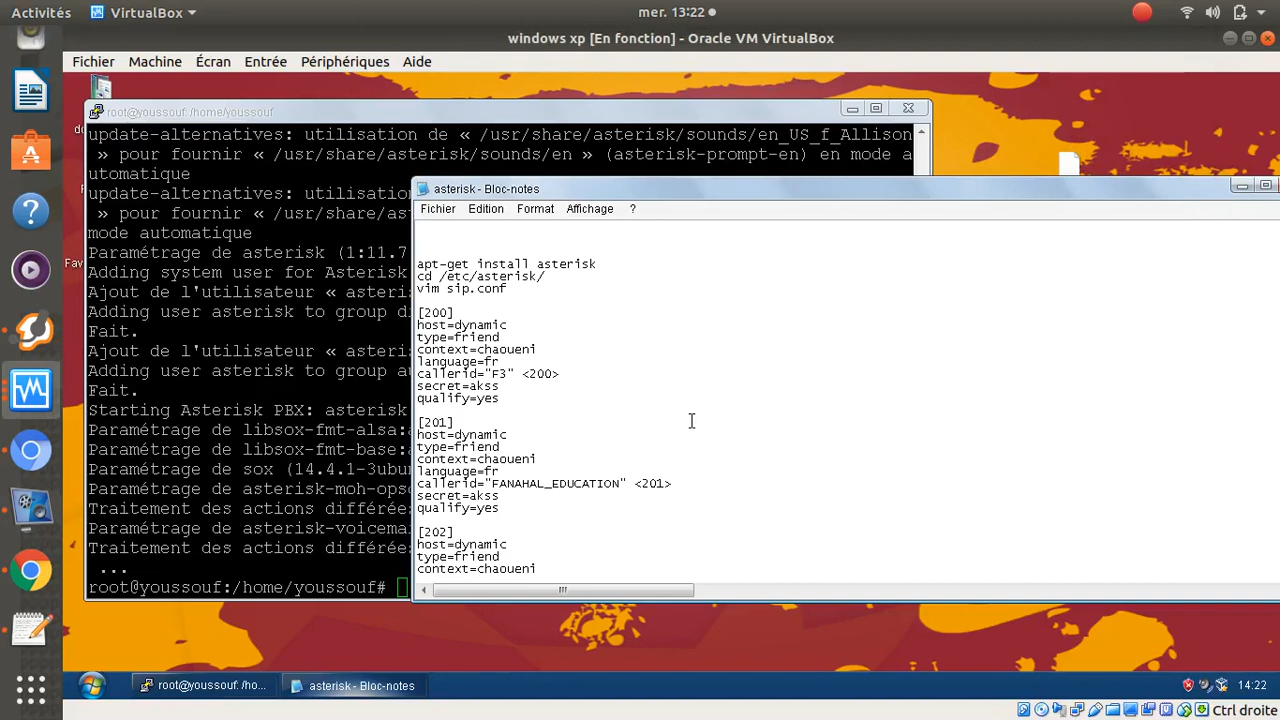 Activités
VirtualBox
mer. 13:22
windows xp [En fonction] - Oracle VM VirtualBox
Fichier Machine Écran Entrée Périphériques Aide
root@youssouf: /home/youssouf
update-alternatives: utilisation de « /usr/share/asterisk/sounds/en_US_f_Allison
» pour fournir « /usr/share/asterisk/sounds/en » (asterisk-prompt-en) en mode a
utomatique
update-alternatives: utilisation
» pour fournir « /usr/share/
mode automatique
Paramétrage de asterisk (1:11.7
Adding system user for Asterisk
Ajout de l'utilisateur « asteri
Adding user asterisk to group d
Fait.
Ajout de l'utilisateur « asteri
Adding user asterisk to group a
Fait.
Starting Asterisk PBX: asterisk
Paramétrage de libsox-fmt-alsa:
Paramétrage de libsox-fmt-base:
Paramétrage de sox (14.4.1-3ubu
Paramétrage de asterisk-moh-ops
Traitement des actions différée
Paramétrage de asterisk-voicema
Traitement des actions différée
...
root@youssouf:/home/youssouf#
asterisk - Bloc-notes
Fichier Edition Format Affichage ?
apt-get install asterisk
cd /etc/asterisk/
vim sip.conf
[200]
host=dynamic
type=friend
context=chaoueni
language=fr
callerid="F3" <200>
secret=akss
qualify=yes
[201]
host=dynamic
type=friend
context=chaoueni
language=fr
callerid="FANAHAL_EDUCATION" <201>
secret=akss
qualify=yes
[202]
host=dynamic
type=friend
context=chaoueni
root@youssouf: /ho...
asterisk - Bloc-notes
14:22
Ctrl droite